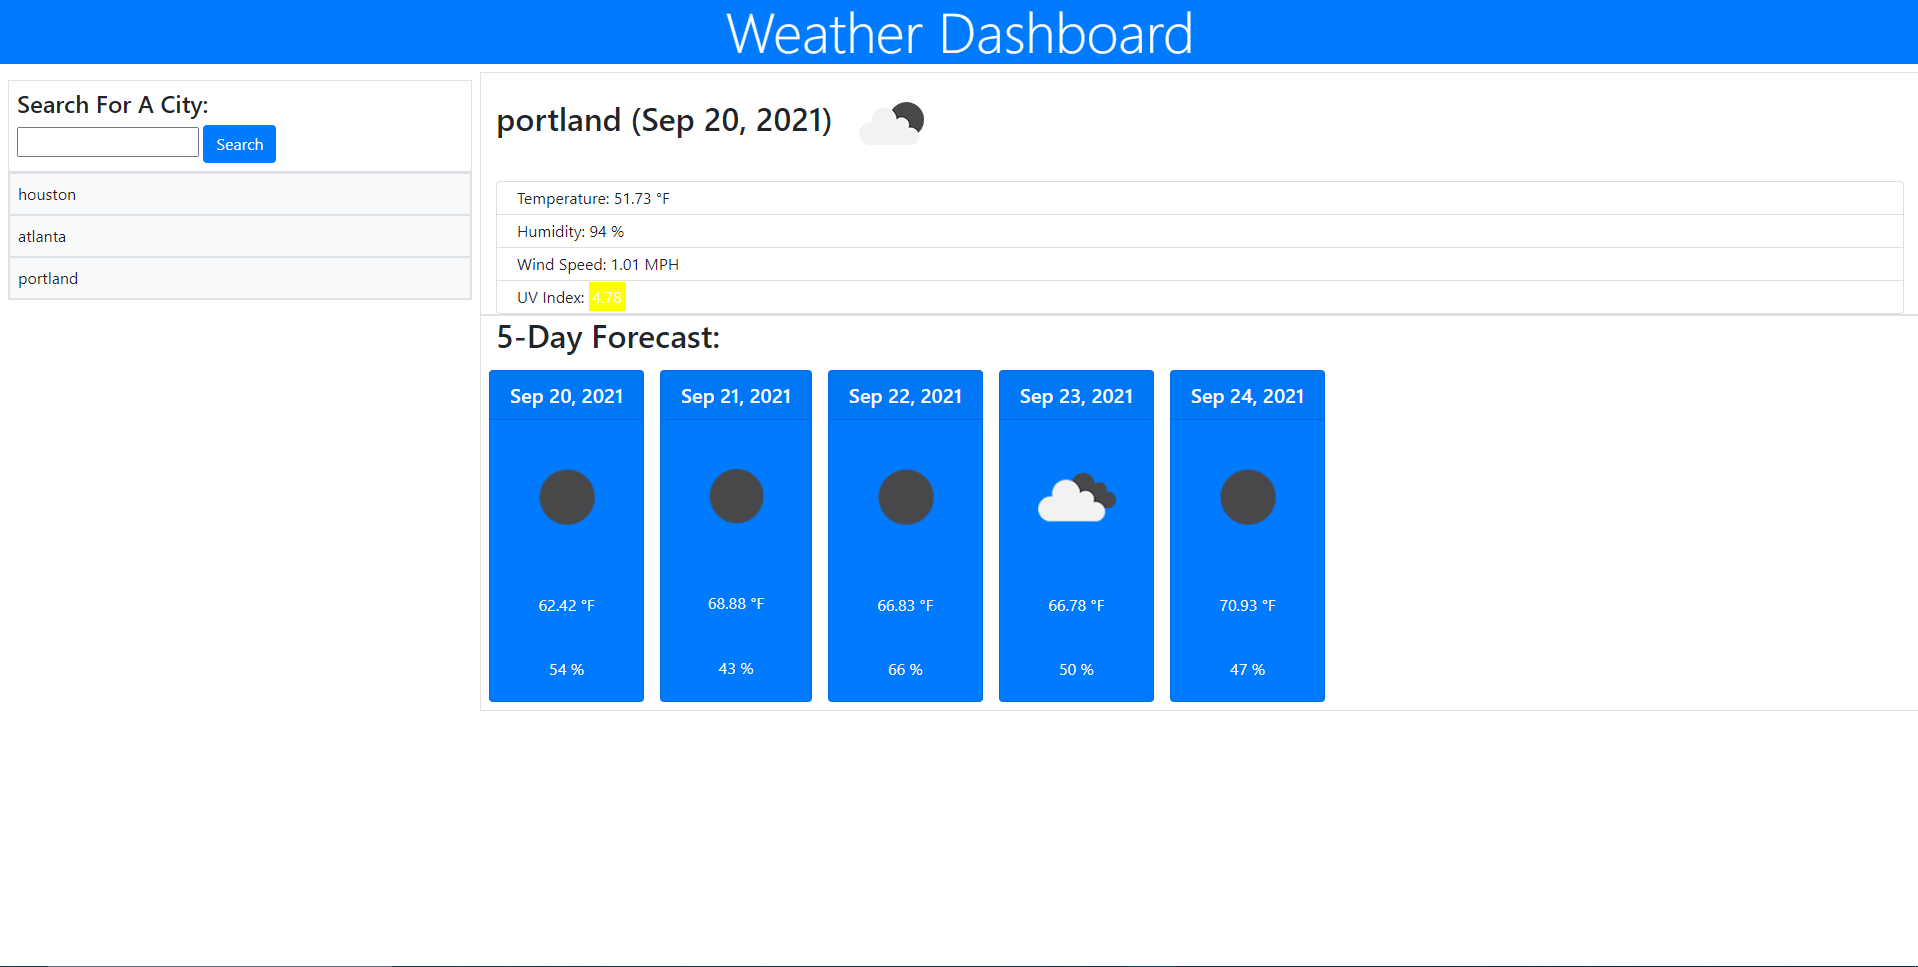 Weather Dashboard
Search For A City:
Search
houston
atlanta
portland
portland (Sep 20, 2021)
Temperature: 51.73 °F
Humidity: 94 %
Wind Speed: 1.01 MPH
UV Index: 4.78
5-Day Forecast:
Sep 20, 2021 Sep 21, 2021 Sep 22, 2021 Sep 23, 2021 Sep 24, 2021
62.42 °F 68.88 °F 66.83 °F 66.78 °F 70.93 °F
54 % 43 % 66 % 50 % 47 %